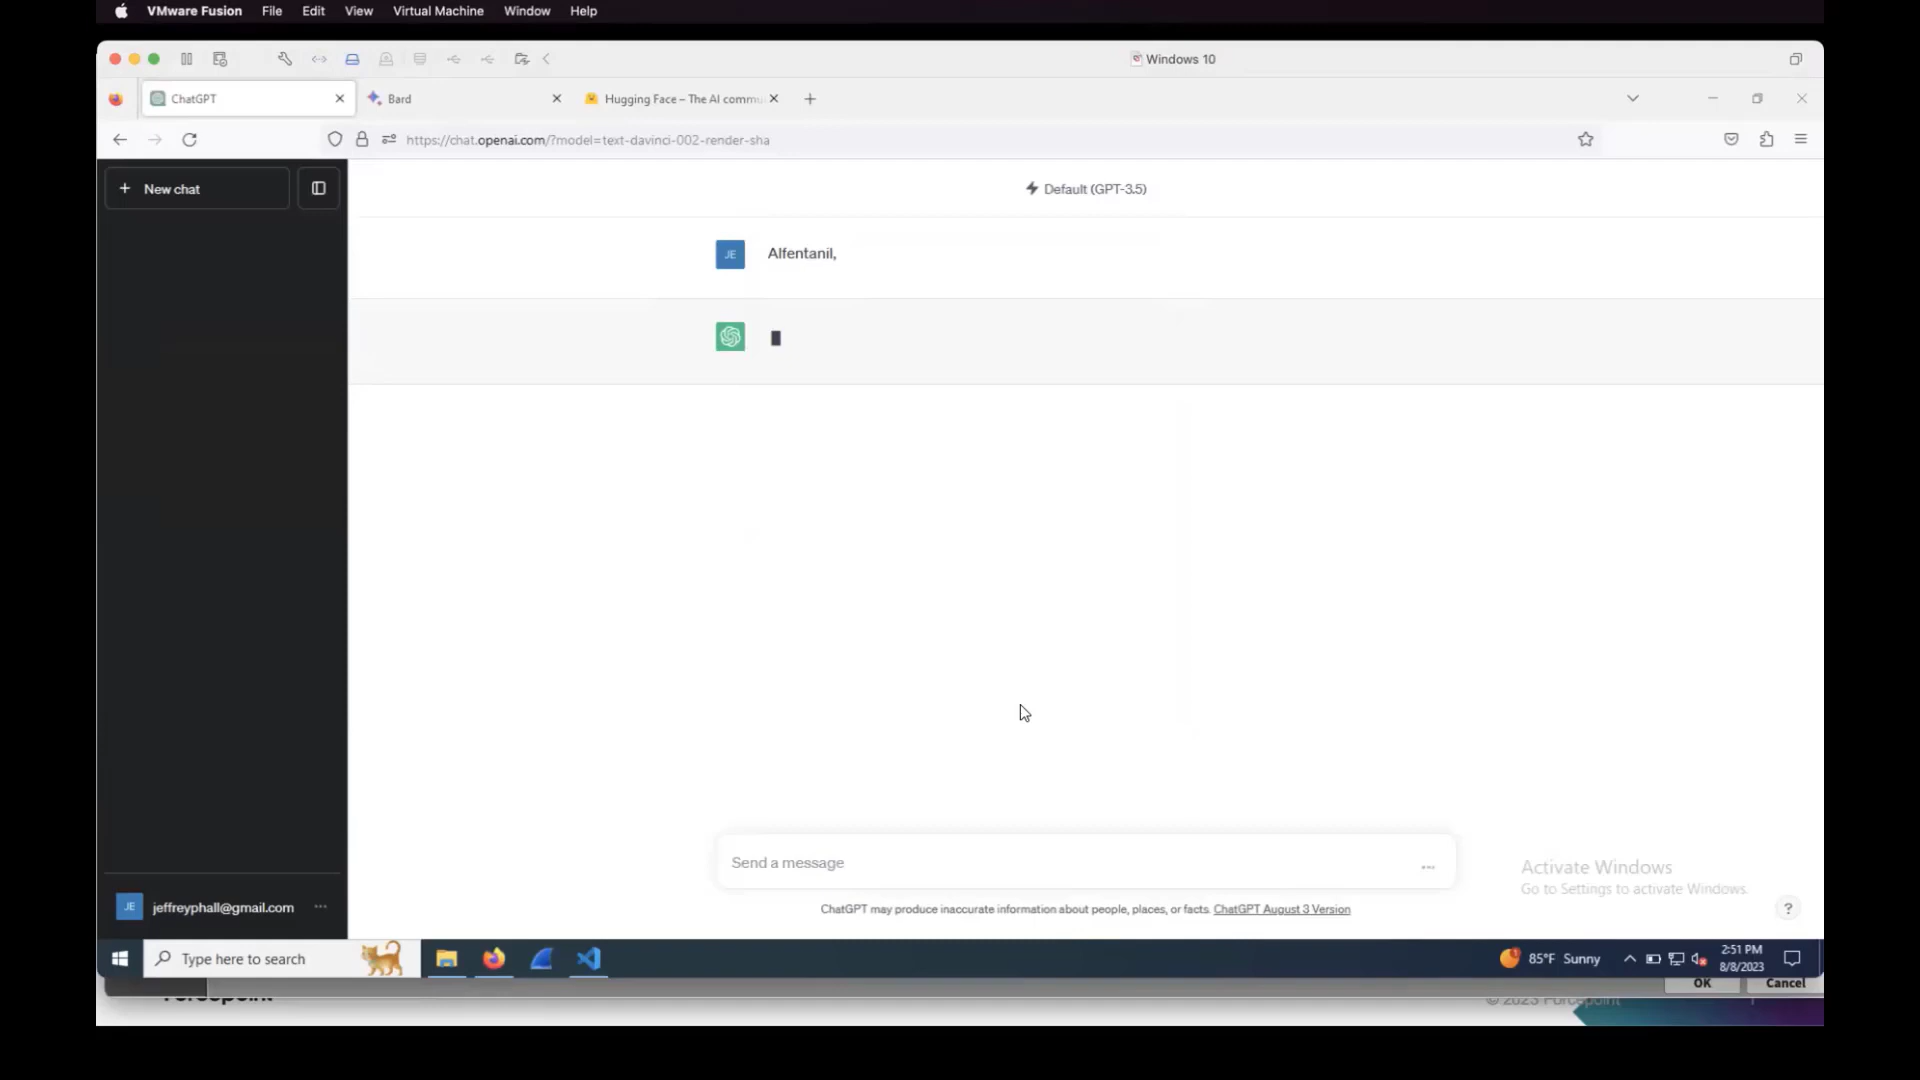 VMware Fusion File Edit View Virtual Machine Window Help
Windows 10
ChatGPT Bard Hugging Face – The AI commu
https://chat.openai.com/?model=text-davinci-002-render-sha
+ New chat
Default (GPT-3.5)
JE Alfentanil,
Send a message
Activate Windows
Go to Settings to activate Windows.
JE jeffreyphall@gmail.com
ChatGPT may produce inaccurate information about people, places, or facts. ChatGPT August 3 Version
?
Type here to search
85°F Sunny
2:51 PM
8/8/2023
OK Cancel
Forcepoint
© 2023 Forcepoint